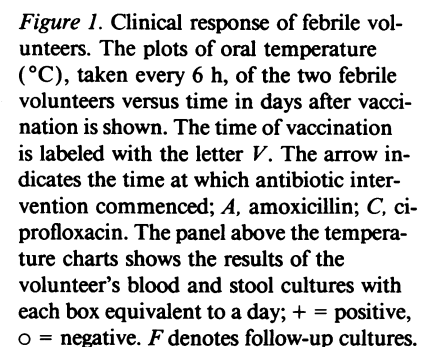 Figure 1. Clinical response of febrile vol-
unteers. The plots of oral temperature
(°C), taken every 6 h, of the two febrile
volunteers versus time in days after vacci-
nation is shown. The time of vaccination
is labeled with the letter V. The arrow in-
dicates the time at which antibiotic inter-
vention commenced; A, amoxicillin; C, ci-
profloxacin. The panel above the tempera-
ture charts shows the results of the
volunteer's blood and stool cultures with
each box equivalent to a day; + = positive,
o = negative. F denotes follow-up cultures.